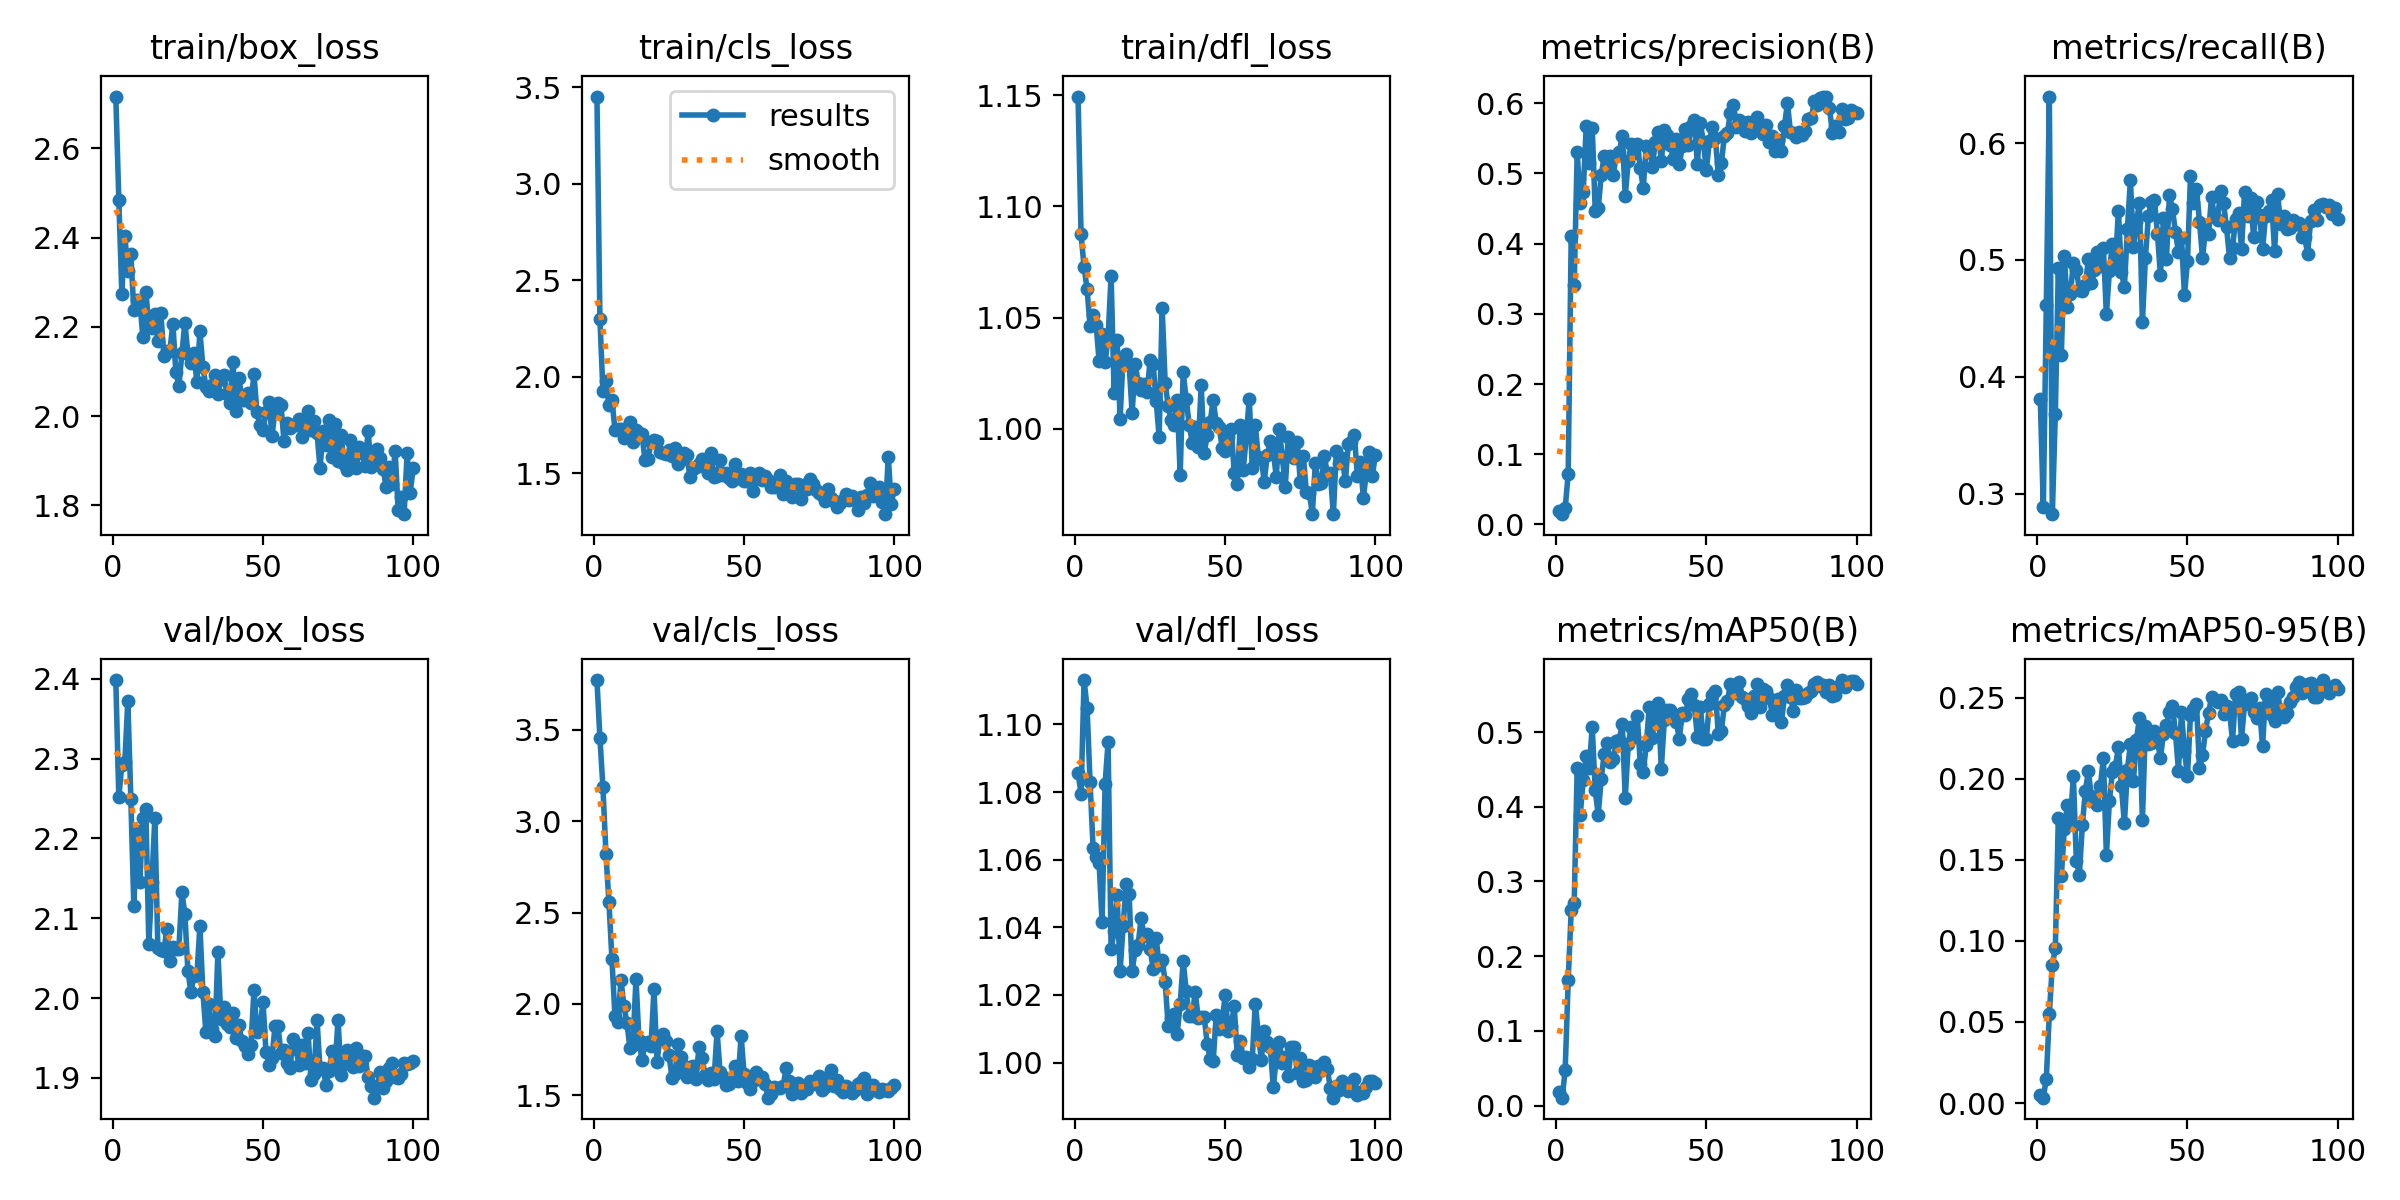 train/box_loss
2.6
2.4
2.2
2.0
1.8
0 50 100
train/cls_loss
results
smooth
3.5
3.0
2.5
2.0
1.5
0 50 100
train/dfl_loss
1.15
1.10
1.05
1.00
0 50 100
metrics/precision(B)
0.6
0.5
0.4
0.3
0.2
0.1
0.0
0 50 100
metrics/recall(B)
0.6
0.5
0.4
0.3
0 50 100
val/box_loss
2.4
2.3
2.2
2.1
2.0
1.9
0 50 100
val/cls_loss
3.5
3.0
2.5
2.0
1.5
0 50 100
val/dfl_loss
1.10
1.08
1.06
1.04
1.02
1.00
0 50 100
metrics/mAP50(B)
0.5
0.4
0.3
0.2
0.1
0.0
0 50 100
metrics/mAP50-95(B)
0.25
0.20
0.15
0.10
0.05
0.00
0 50 100